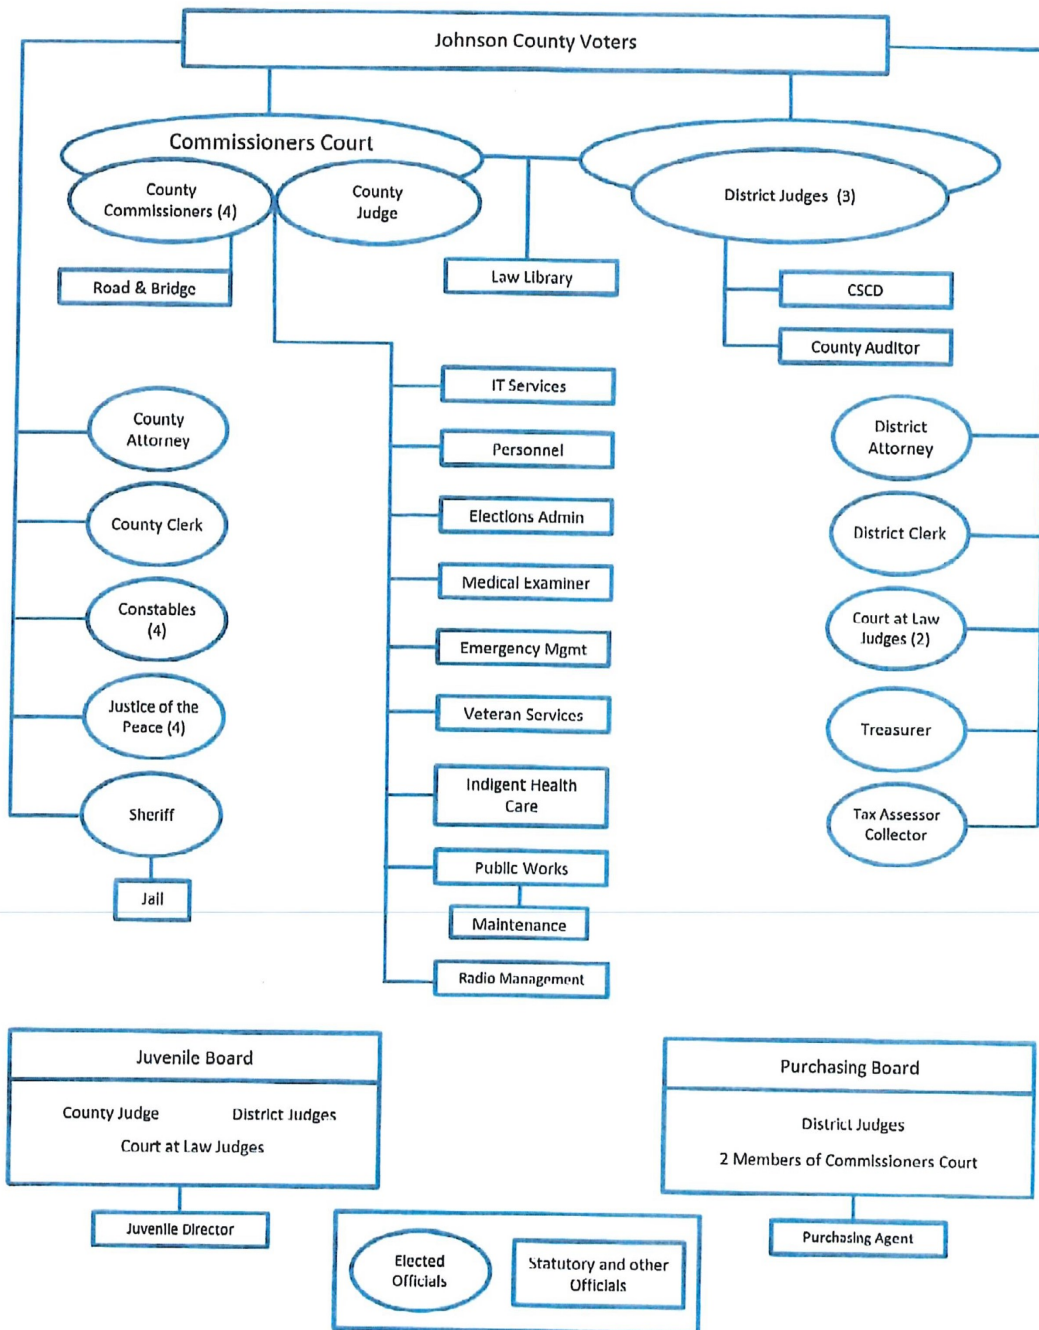 Johnson County Voters
Commissioners Court
County
Commissioners (4)
County
Judge
District Judges (3)
Road & Bridge
Law Library
CSCD
County Auditor
IT Services
Personnel
Elections Admin
Medical Examiner
Emergency Mgmt
Veteran Services
Indigent Health
Care
Public Works
Maintenance
Radio Management
County
Attorney
County Clerk
Constables
(4)
Justice of the
Peace (4)
Sheriff
Jail
District
Attorney
District Clerk
Court at Law
Judges (2)
Treasurer
Tax Assessor
Collector
Juvenile Board
County Judge District Judges
Court at Law Judges
Juvenile Director
Purchasing Board
District Judges
2 Members of Commissioners Court
Purchasing Agent
Elected
Officials
Statutory and other
Officials